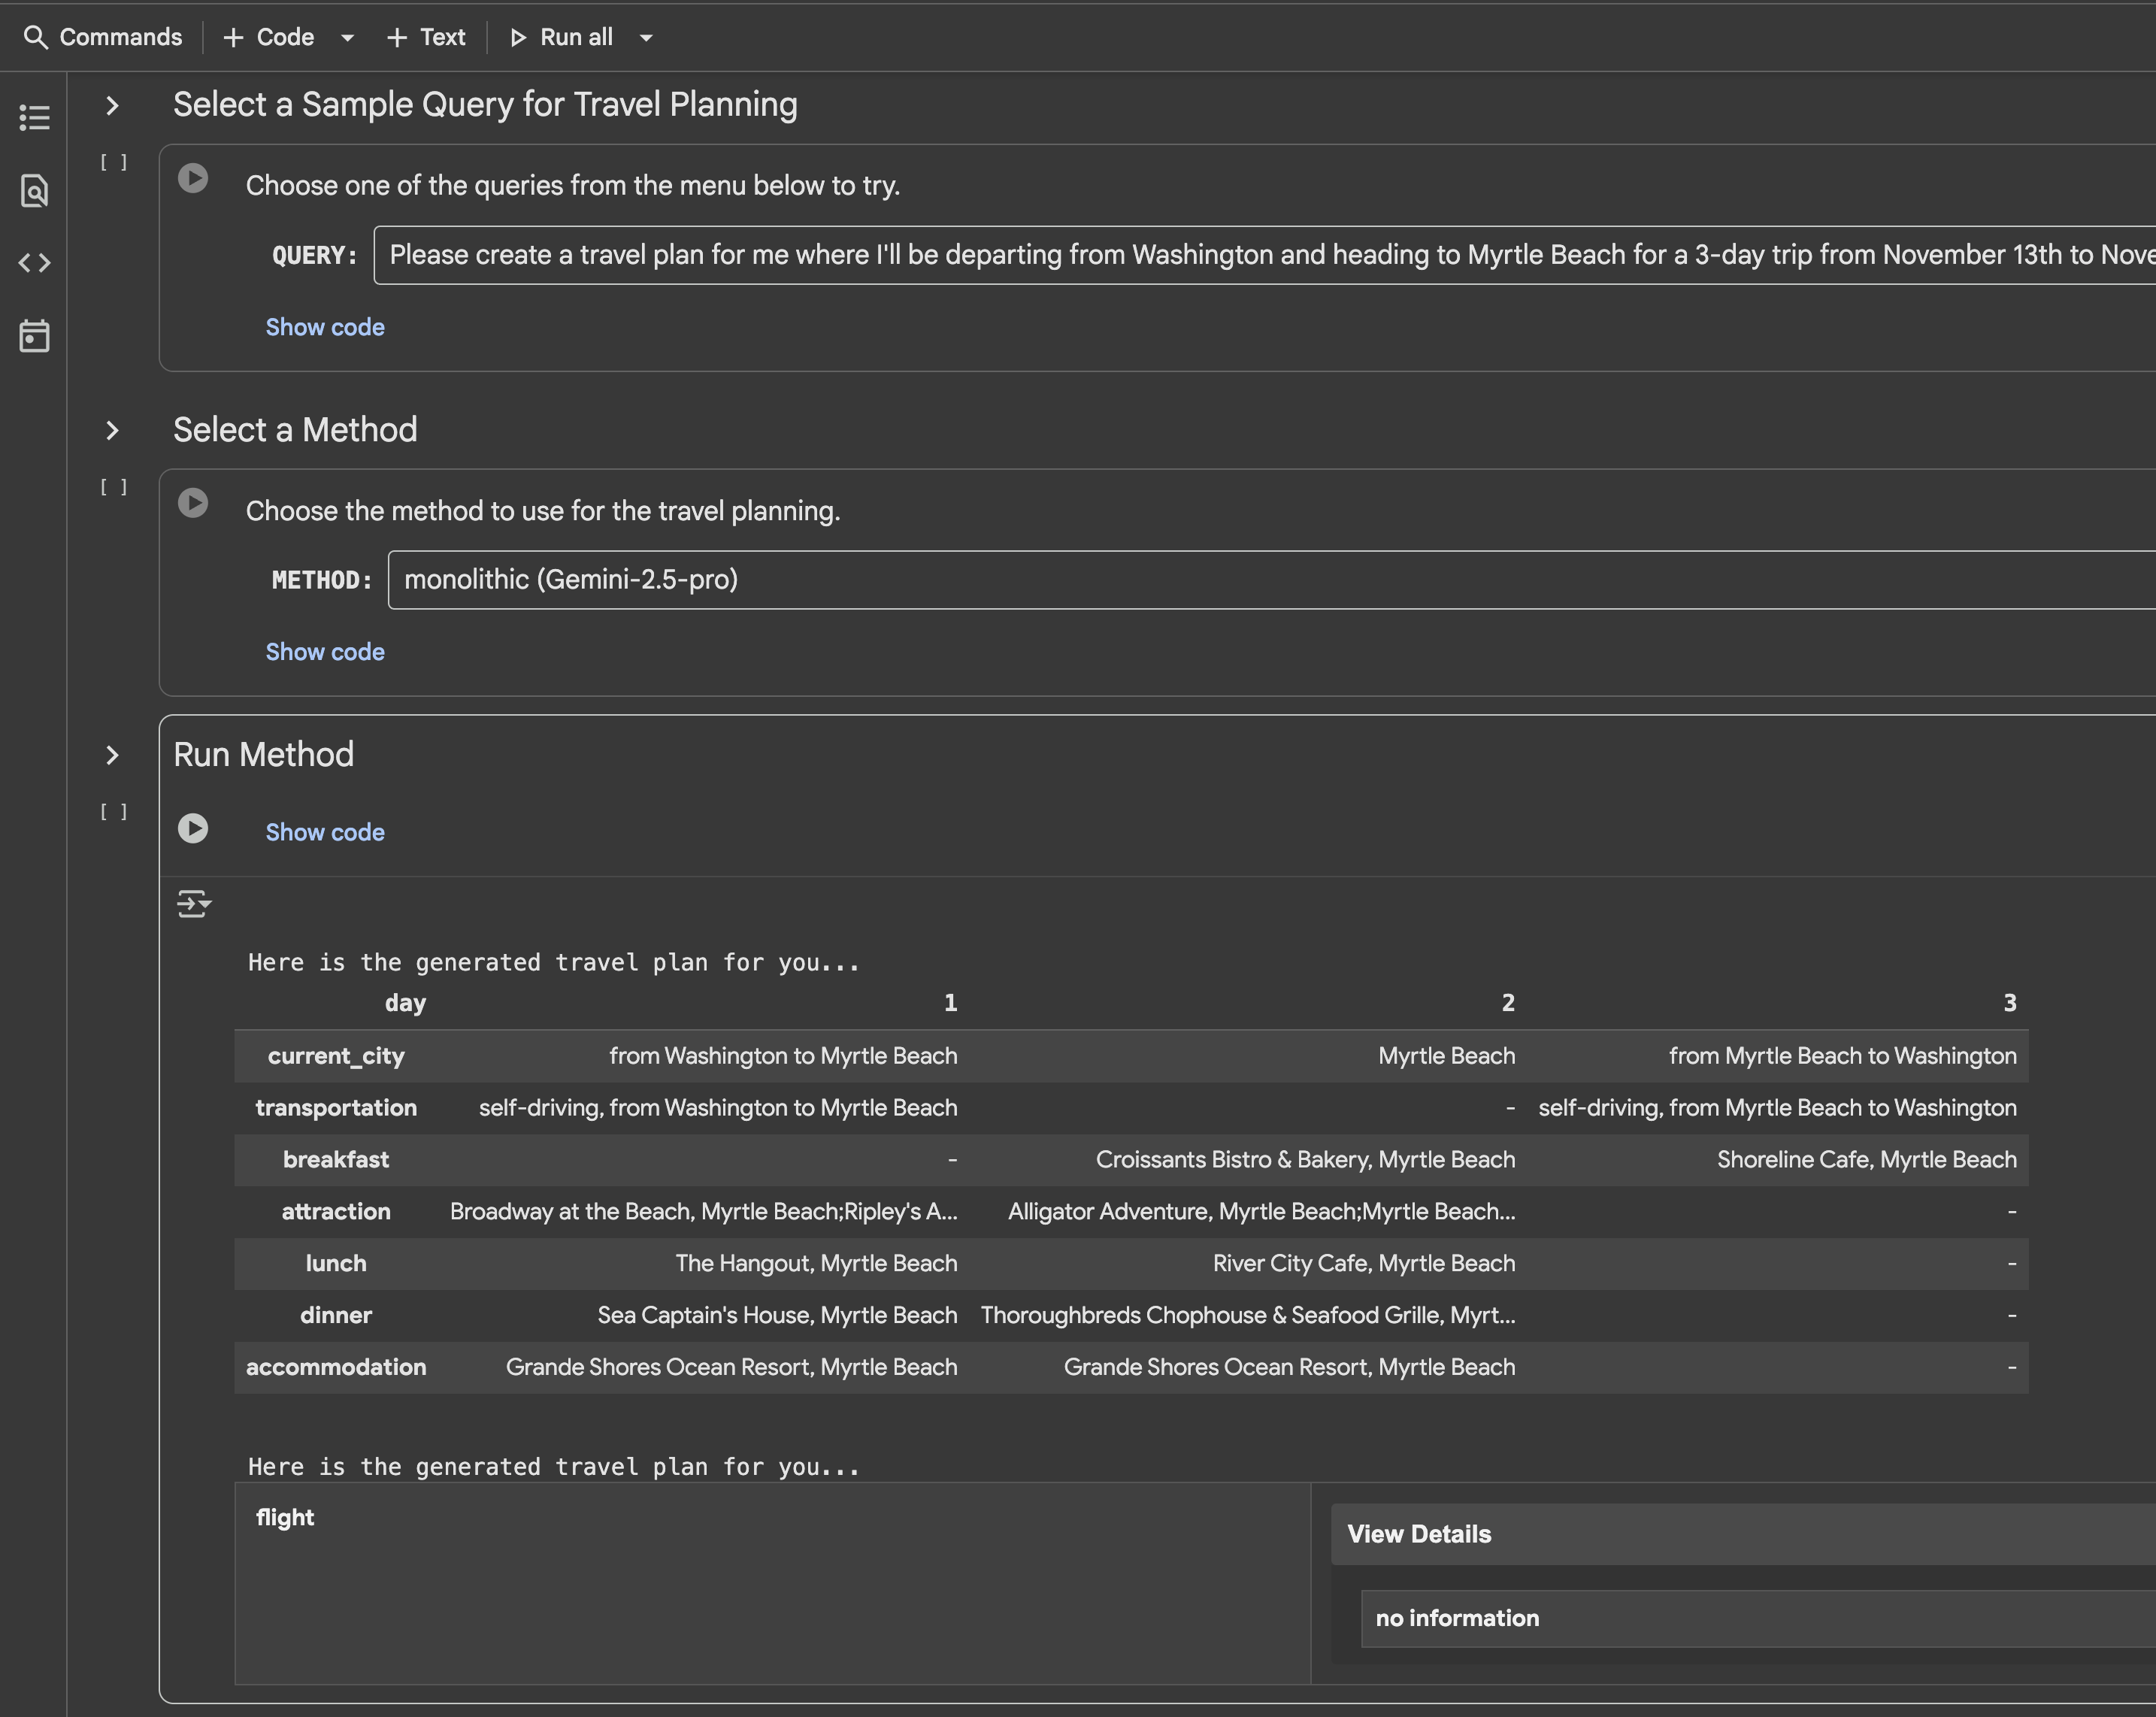 Commands + Code + Text Run all
Select a Sample Query for Travel Planning
[ ]
Choose one of the queries from the menu below to try.
QUERY: Please create a travel plan for me where I'll be departing from Washington and heading to Myrtle Beach for a 3-day trip from November 13th to Nove
Show code
Select a Method
[ ]
Choose the method to use for the travel planning.
METHOD: monolithic (Gemini-2.5-pro)
Show code
Run Method
[ ]
Show code
Here is the generated travel plan for you...
day 1 2 3
current_city from Washington to Myrtle Beach Myrtle Beach from Myrtle Beach to Washington
transportation self-driving, from Washington to Myrtle Beach - self-driving, from Myrtle Beach to Washington
breakfast - Croissants Bistro & Bakery, Myrtle Beach Shoreline Cafe, Myrtle Beach
attraction Broadway at the Beach, Myrtle Beach;Ripley's A... Alligator Adventure, Myrtle Beach;Myrtle Beach... -
lunch The Hangout, Myrtle Beach River City Cafe, Myrtle Beach -
dinner Sea Captain's House, Myrtle Beach Thoroughbreds Chophouse & Seafood Grille, Myrt... -
accommodation Grande Shores Ocean Resort, Myrtle Beach Grande Shores Ocean Resort, Myrtle Beach -
Here is the generated travel plan for you...
flight
View Details
no information